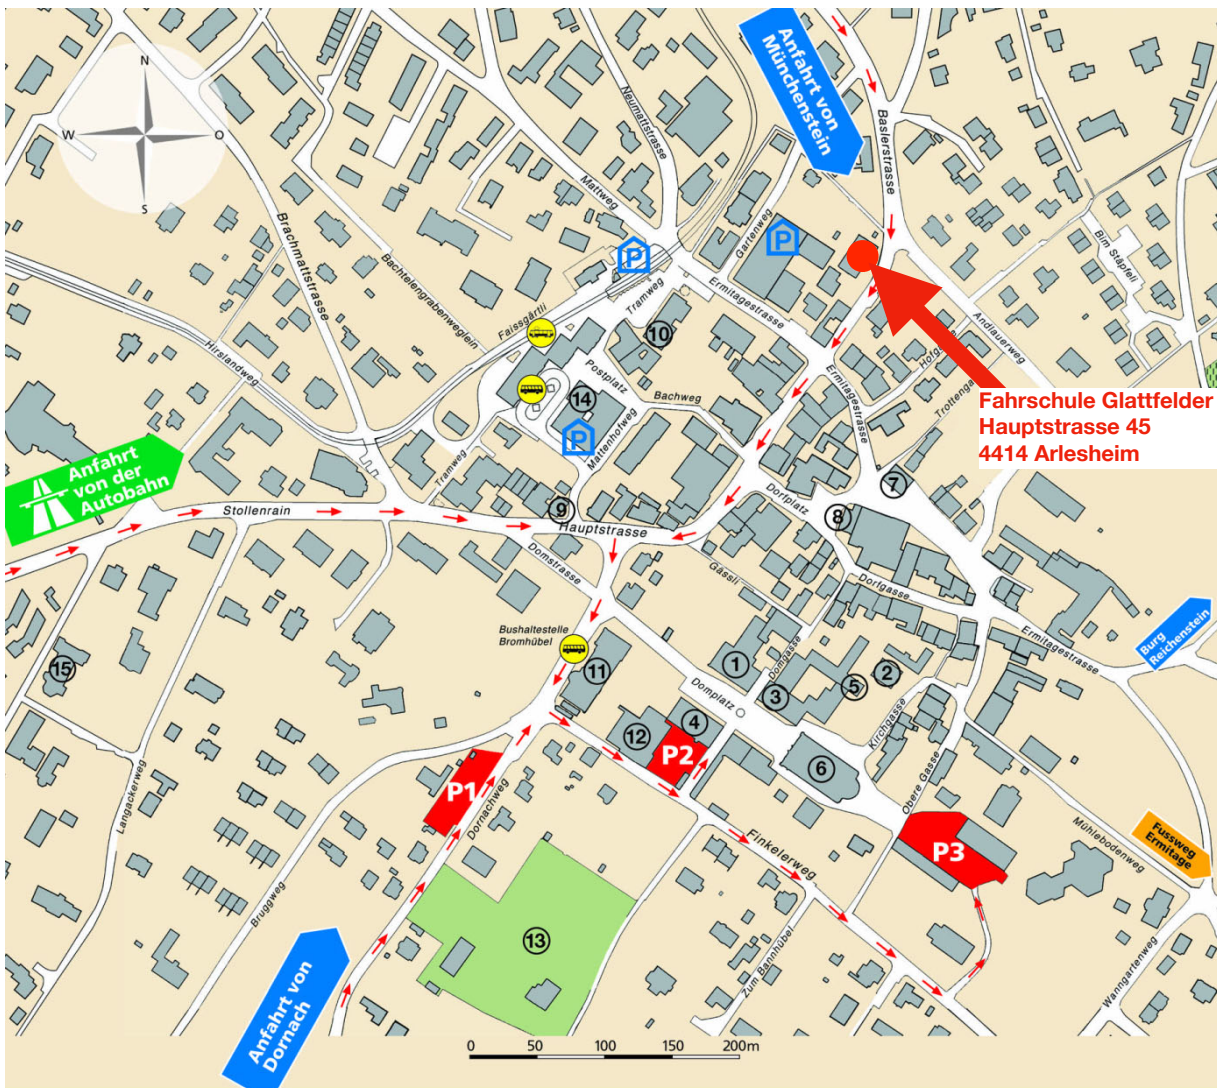 Anfahrt von
Münchenstein
N
W
O
S
Neumattstrasse
Baslerstrasse
Mattweg
Gartenweg
P
P
Bim Stäpfeli
Brachmattstrasse
Bachtelengrabenweglein
Faissgärtli
Tramweg
Ermitagestrasse
Andlauerweg
Hirslandweg
10
Postplatz
Hofg
Trottenga
Ermitagestrasse
Bachweg
14
Fahrschule Glattfelder
Hauptstrasse 45
4414 Arlesheim
P
Mattenhofweg
Anfahrt
von der
Autobahn
Tramweg
7
Stollenrain
9
Hauptstrasse
Dorfplatz
8
Domstrasse
Gässli
Dorfgasse
Bushaltestelle
Bromhübel
Burg
Reichenstein
Ermitagestrasse
15
11
1
Domgasse
5
2
3
Domplatz
Kirchgasse
12
4
P2
6
Obere Gasse
P1
Dornachweg
Langackerweg
Finkelerweg
P3
Mühlebodenweg
Fussweg
Ermitage
Bruggweg
13
Zum Bannhübel
Wanngartenweg
Anfahrt von
Dornach
0 50 100 150 200m